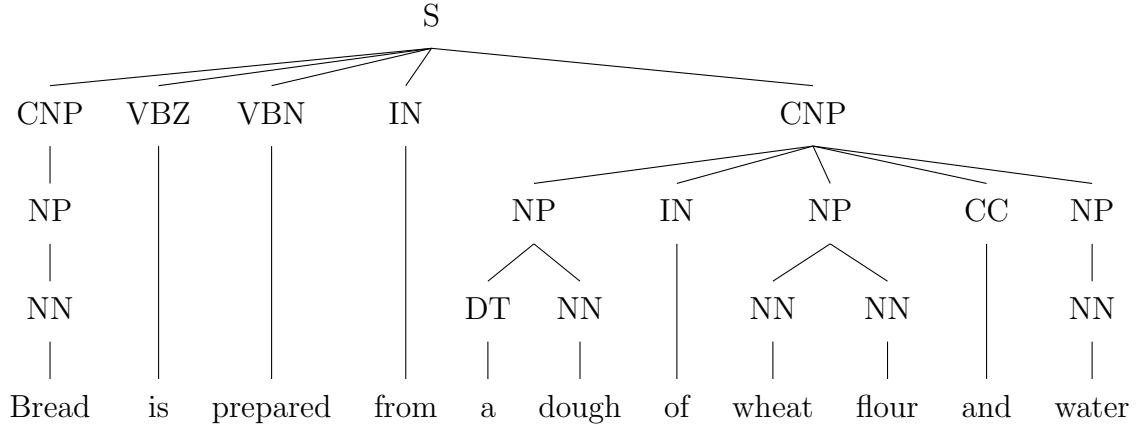 S
CNP VBZ VBN IN CNP
NP NP IN NP CC NP
NN DT NN NN NN NN
Bread is prepared from a dough of wheat flour and water